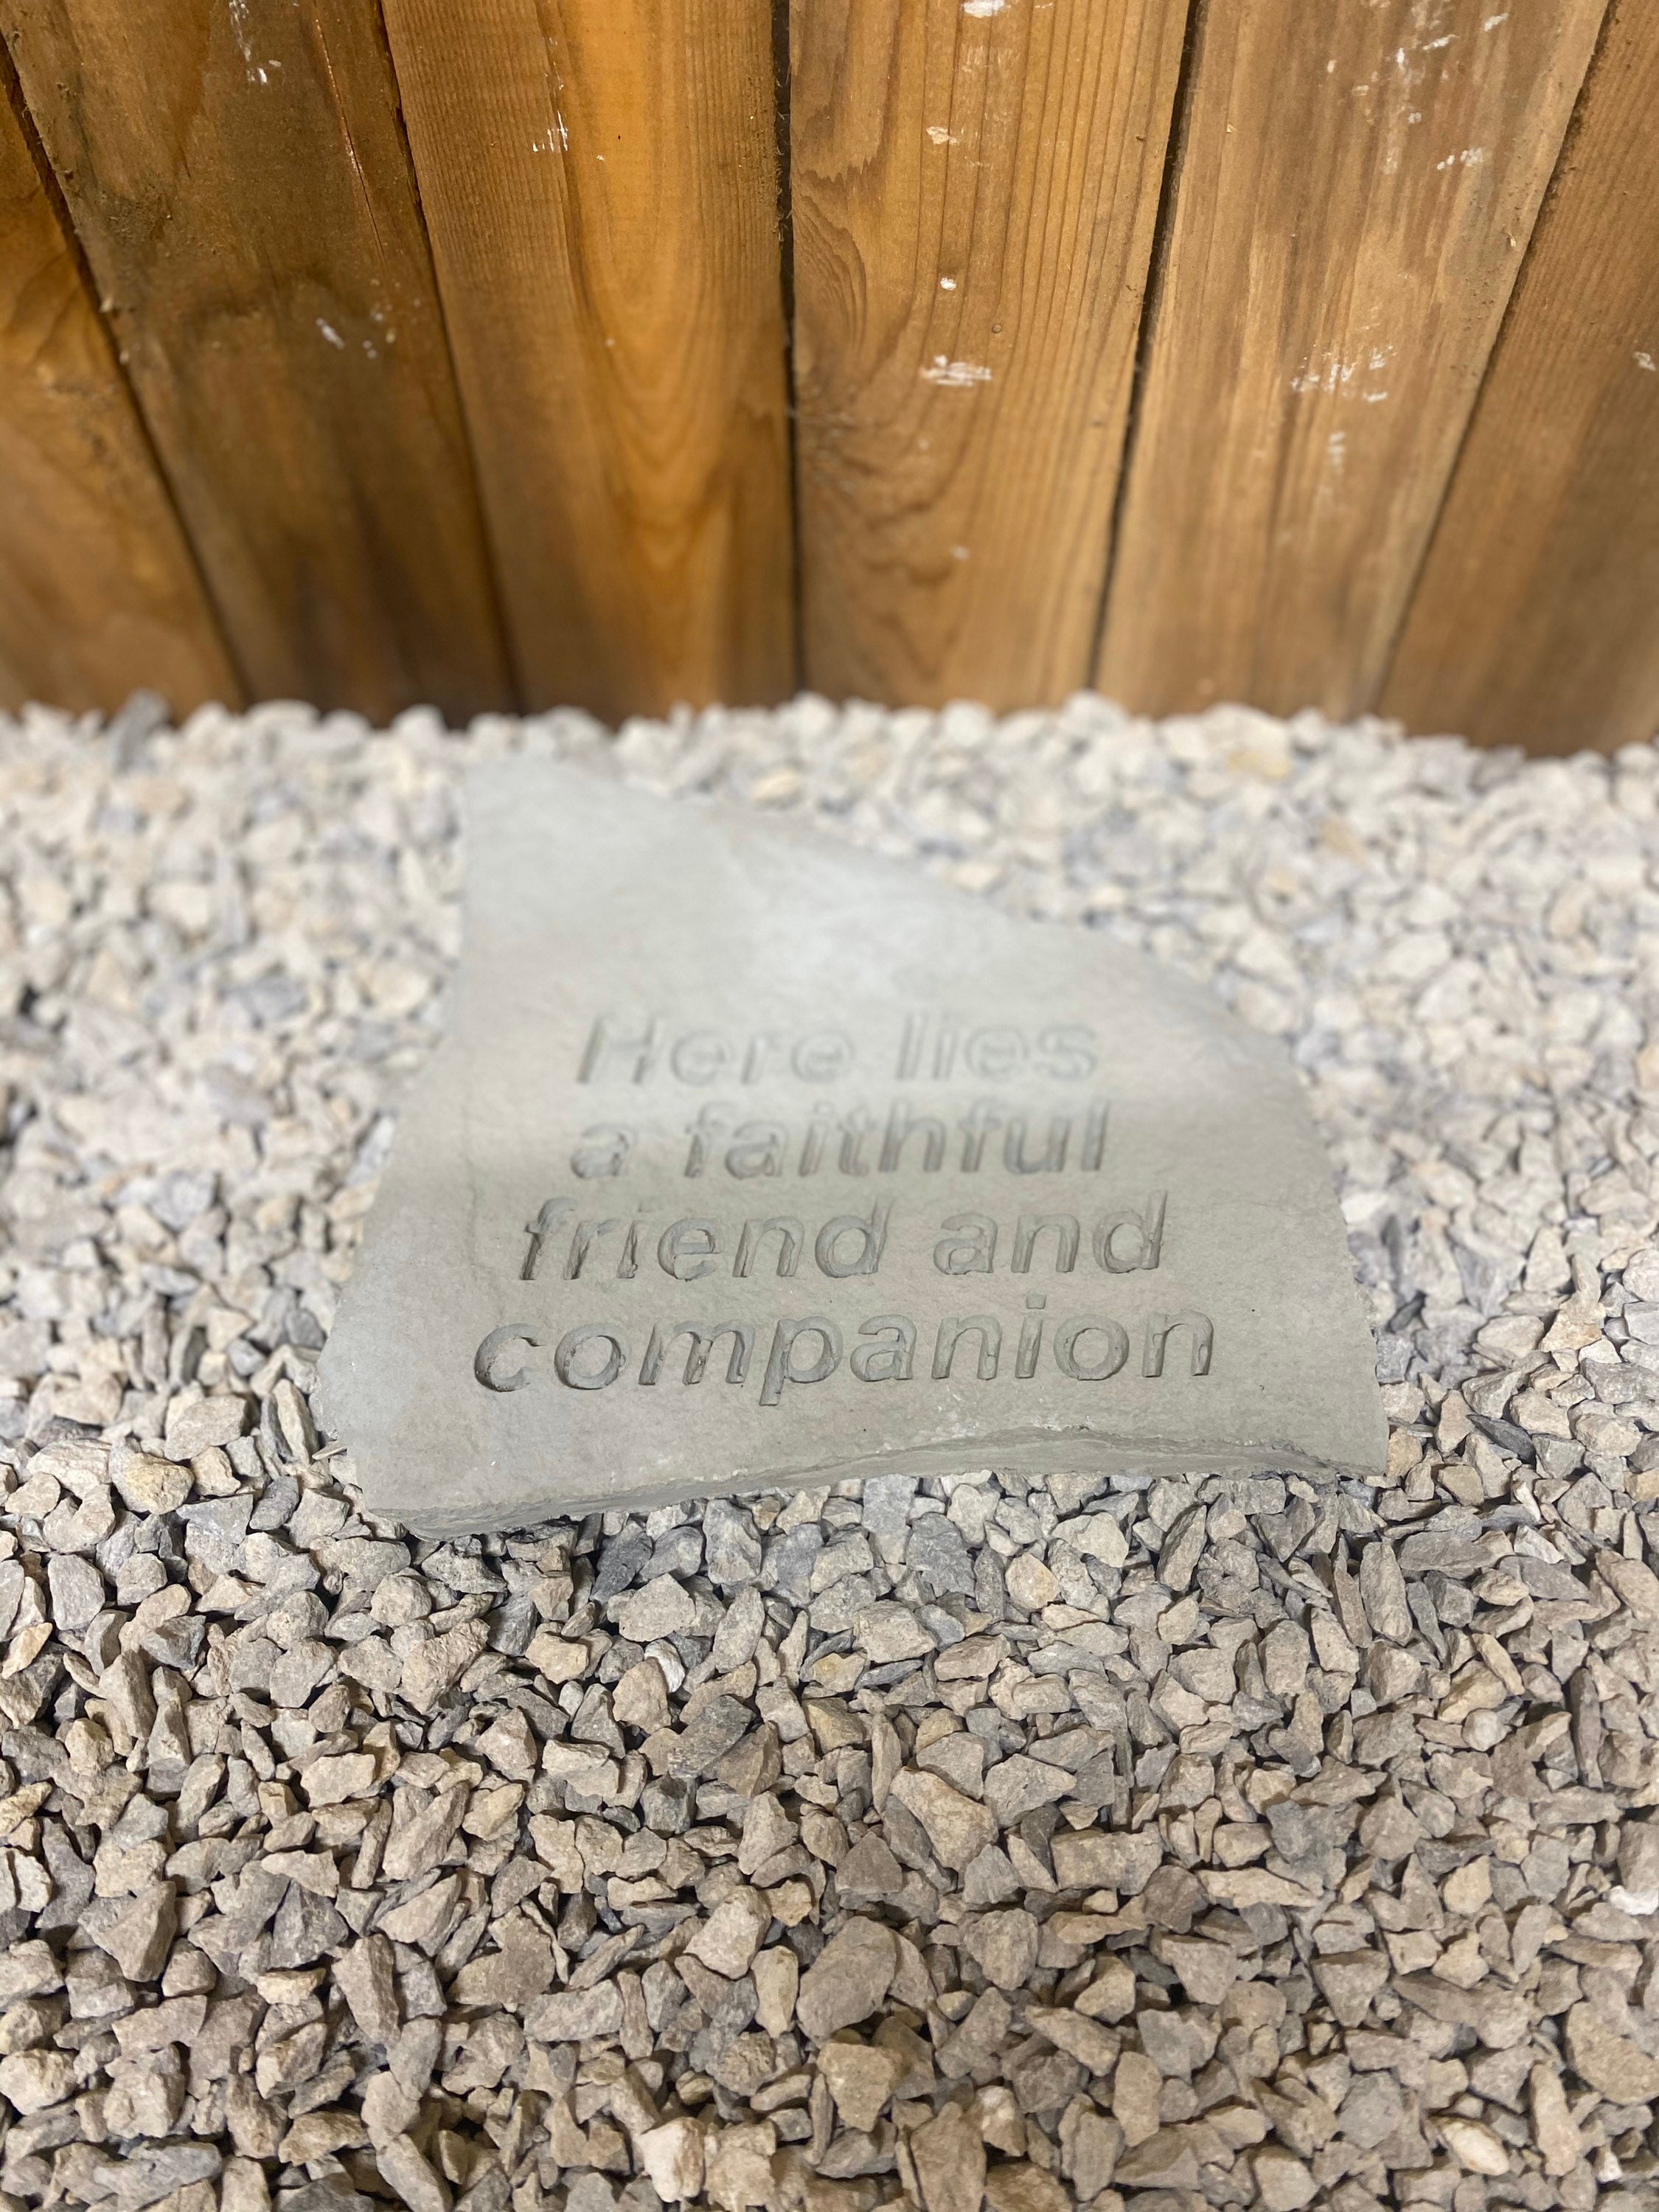 Here lies
a faithful
friend and
companion